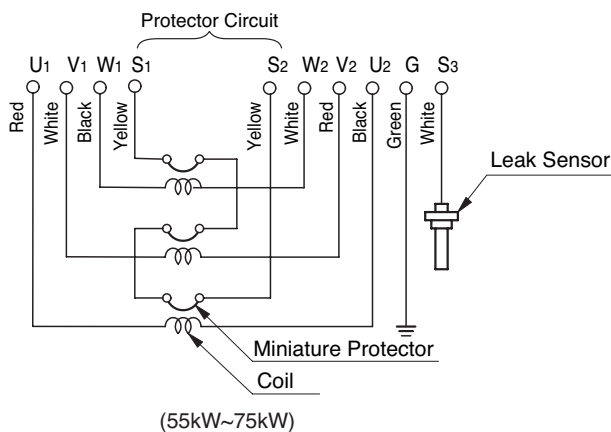 Protector Circuit
U1 V1 W1 S1 S2 W2 V2 U2 G S3
Red White Black Yellow Yellow White Red Black Green White
Leak Sensor
Miniature Protector
Coil
(55kW~75kW)